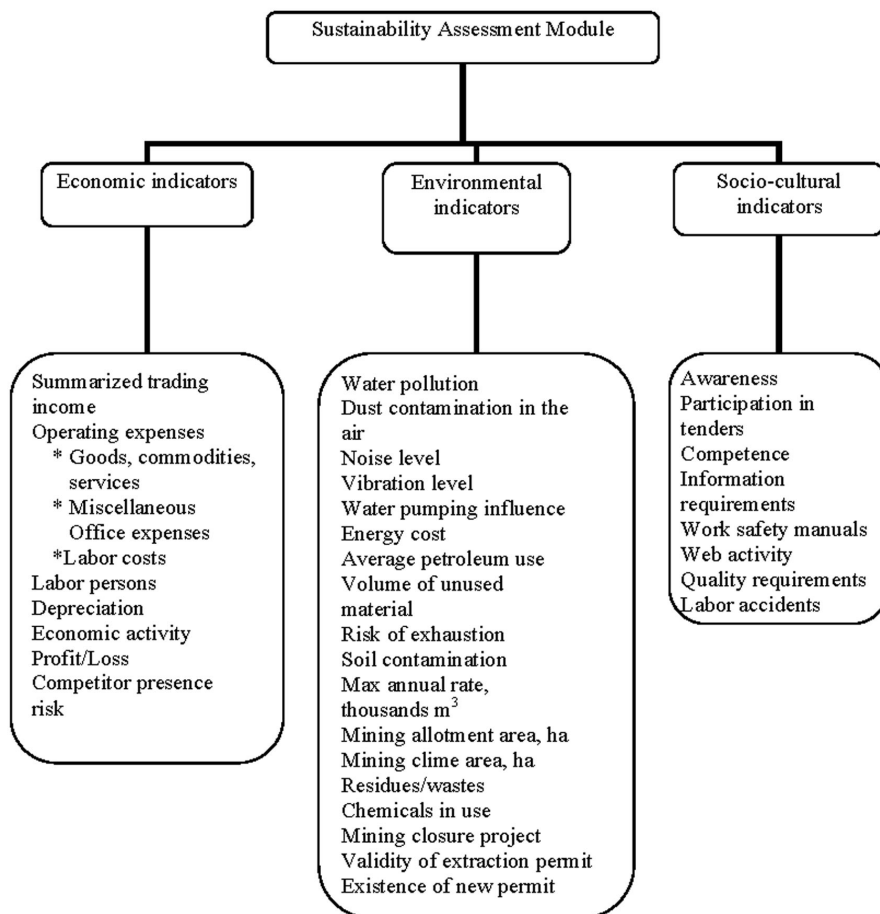 Sustainability Assessment Module
Economic indicators
Environmental
indicators
Socio-cultural
indicators
Summarized trading
income
Operating expenses
* Goods, commodities,
services
* Miscellaneous
Office expenses
*Labor costs
Labor persons
Depreciation
Economic activity
Profit/Loss
Competitor presence
risk
Water pollution
Dust contamination in the
air
Noise level
Vibration level
Water pumping influence
Energy cost
Average petroleum use
Volume of unused
material
Risk of exhaustion
Soil contamination
Max annual rate,
thousands m³
Mining allotment area, ha
Mining clime area, ha
Residues/wastes
Chemicals in use
Mining closure project
Validity of extraction permit
Existence of new permit
Awareness
Participation in
tenders
Competence
Information
requirements
Work safety manuals
Web activity
Quality requirements
Labor accidents